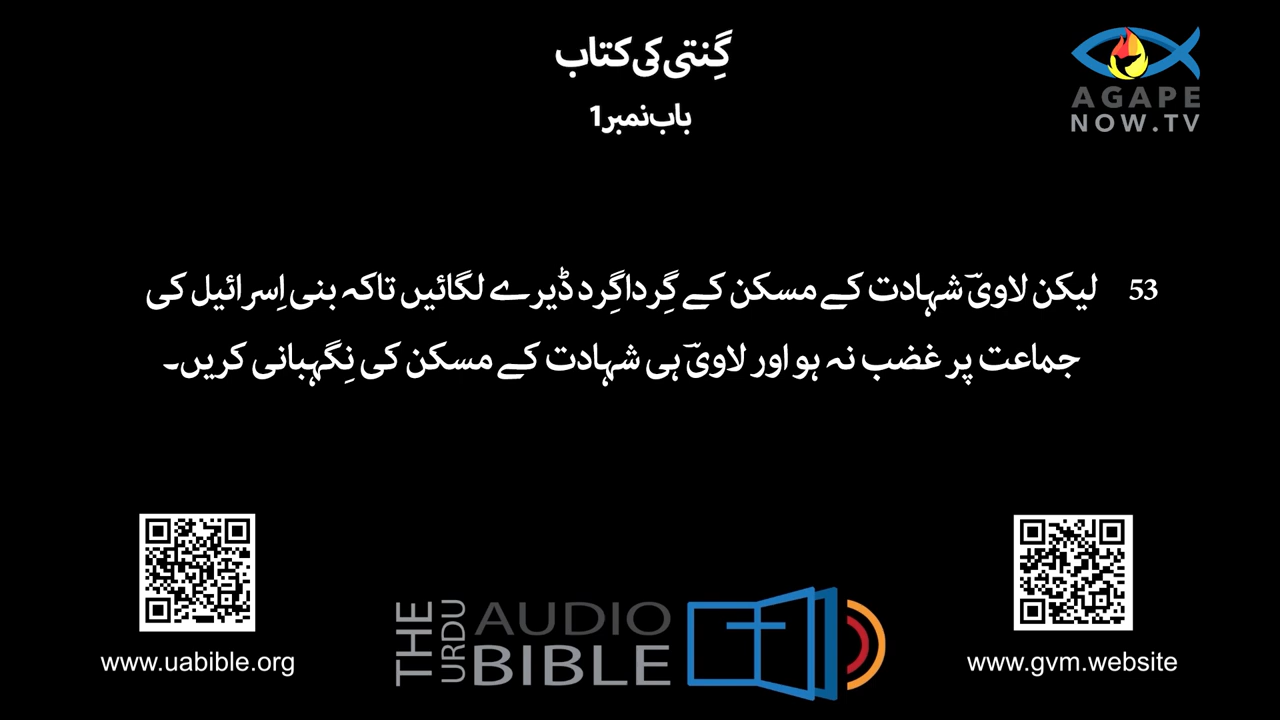 گِنتی کی کتاب
باب نمبر 1
AGAPE
NOW.TV
53 لیکن لاویؔ شہادت کے مسکن کے گِرداگِرد ڈیرے لگائیں تاکہ بنی اِسرائیل کی
جماعت پر غضب نہ ہو اور لاویؔ ہی شہادت کے مسکن کی نِگہبانی کریں۔
www.uabible.org
THE URDU AUDIO
BIBLE
www.gvm.website